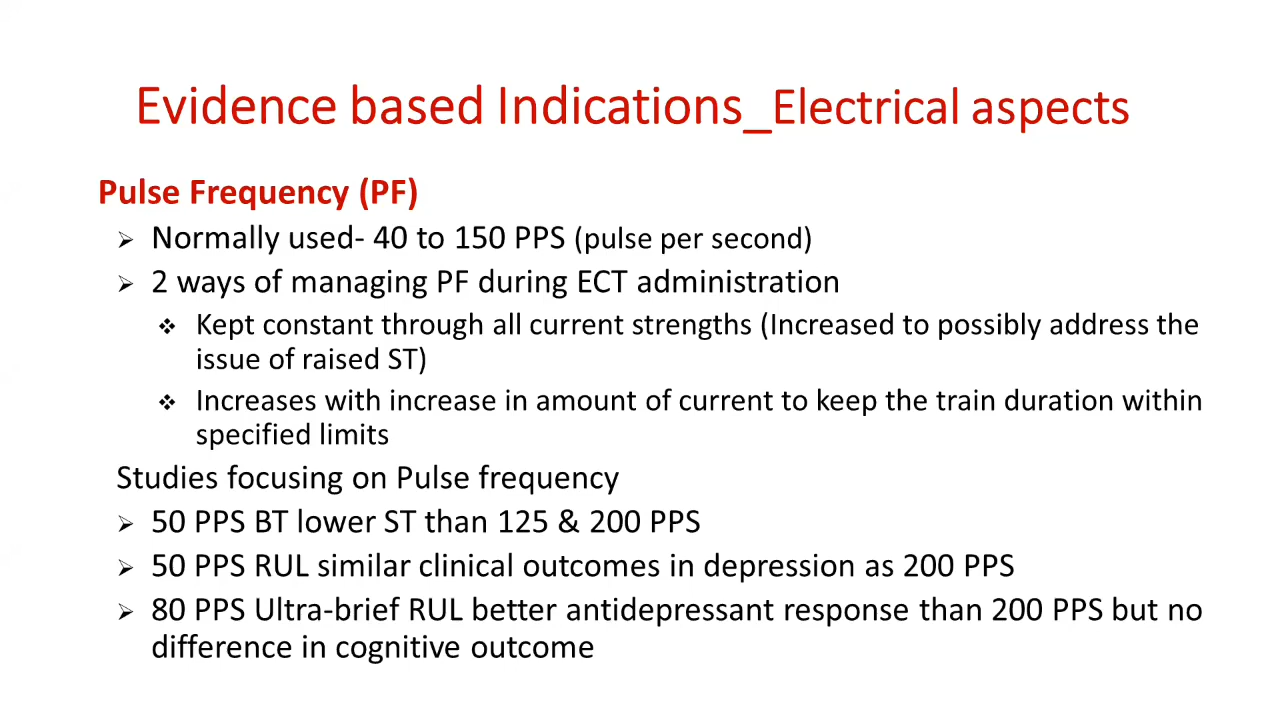 Evidence based Indications_Electrical aspects
Pulse Frequency (PF)
Normally used- 40 to 150 PPS (pulse per second)
2 ways of managing PF during ECT administration
Kept constant through all current strengths (Increased to possibly address the
issue of raised ST)
Increases with increase in amount of current to keep the train duration within
specified limits
Studies focusing on Pulse frequency
50 PPS BT lower ST than 125 & 200 PPS
50 PPS RUL similar clinical outcomes in depression as 200 PPS
80 PPS Ultra-brief RUL better antidepressant response than 200 PPS but no
difference in cognitive outcome